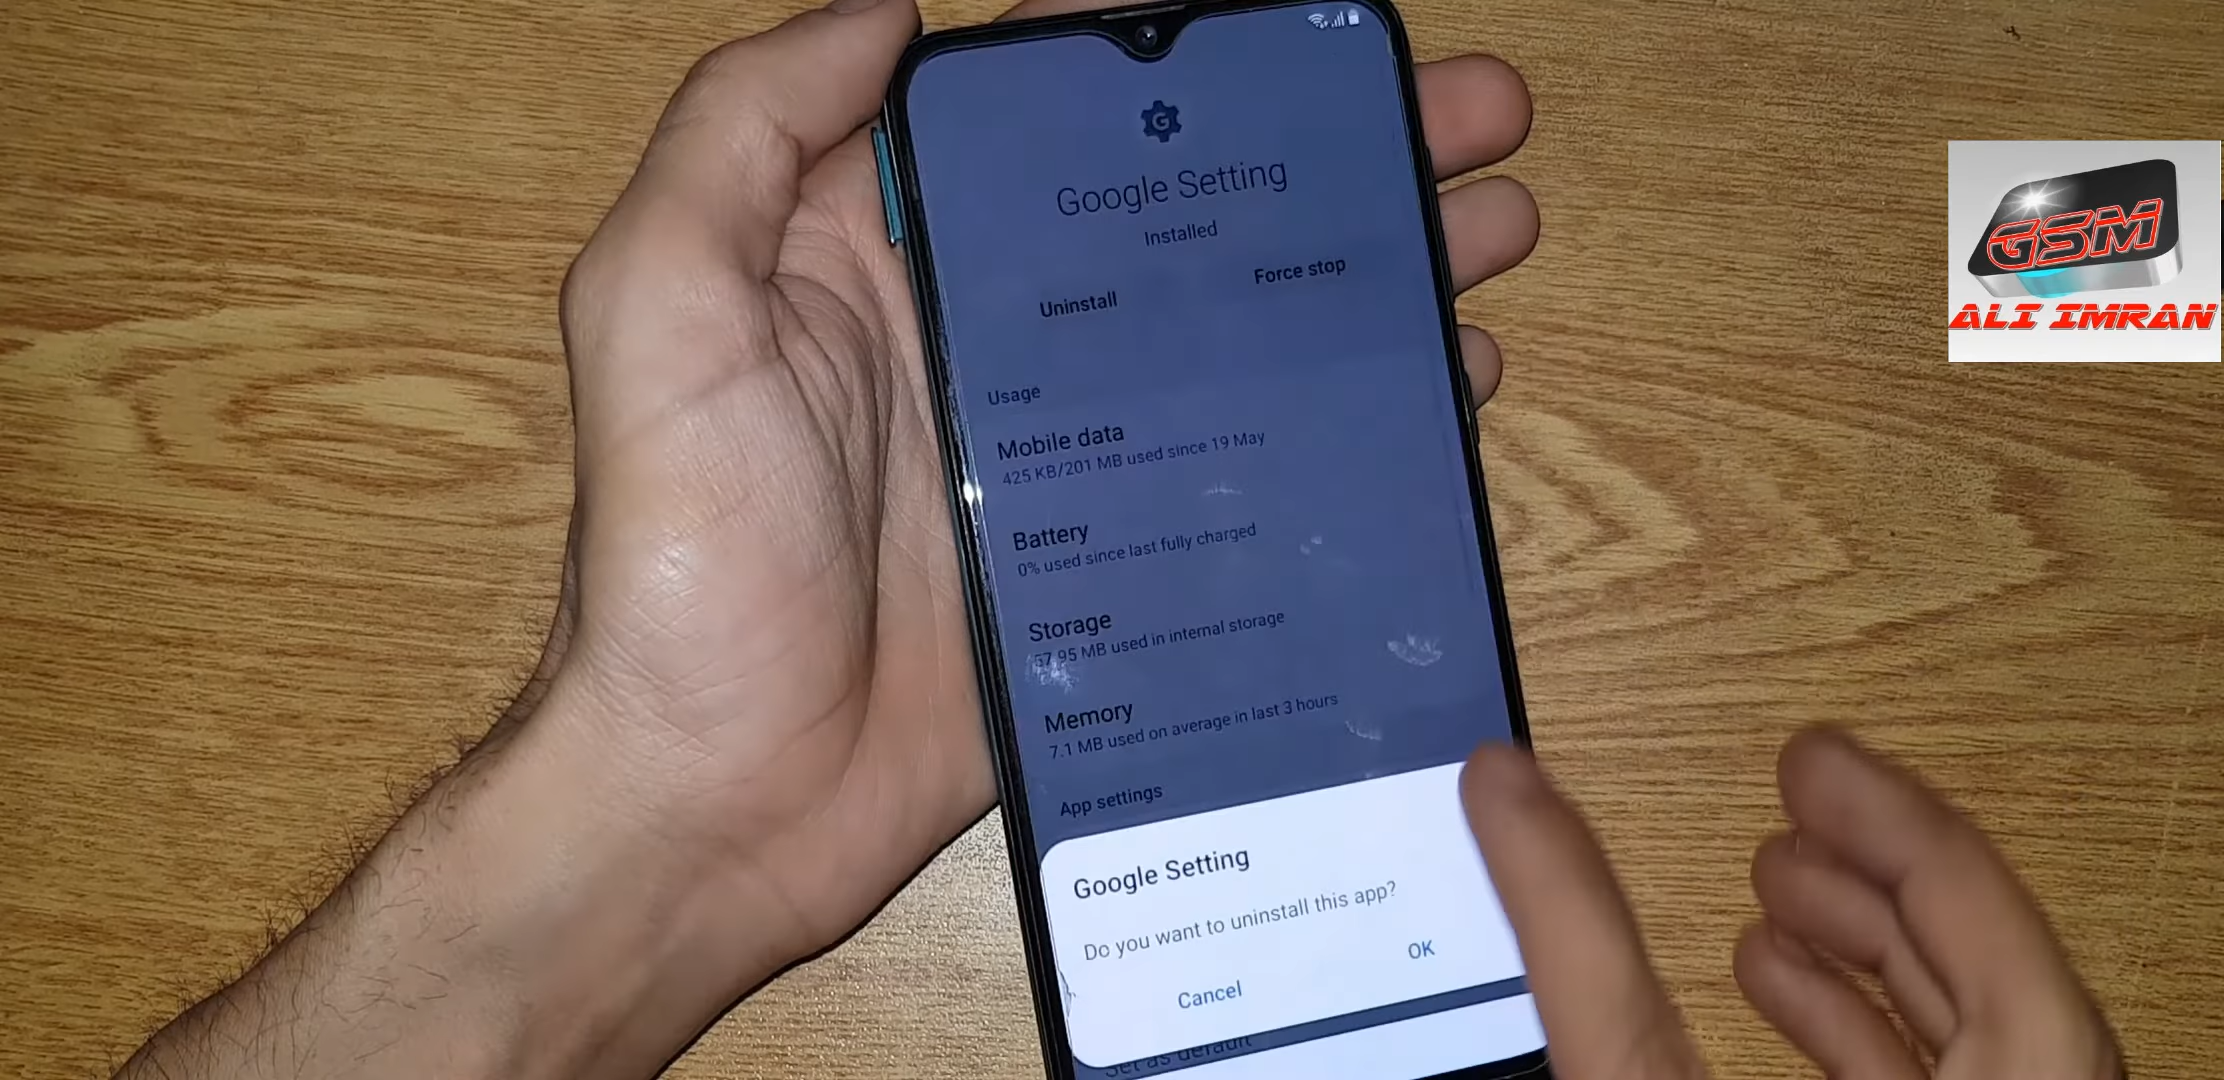 Google Setting
Installed
Uninstall
Force stop
Usage
Mobile data
425 KB/201 MB used since 19 May
Battery
0% used since last fully charged
Storage
57.95 MB used in internal storage
Memory
7.1 MB used on average in last 3 hours
App settings
Google Setting
Do you want to uninstall this app?
Cancel
OK
Set as default
GSM
ALI IMRAN